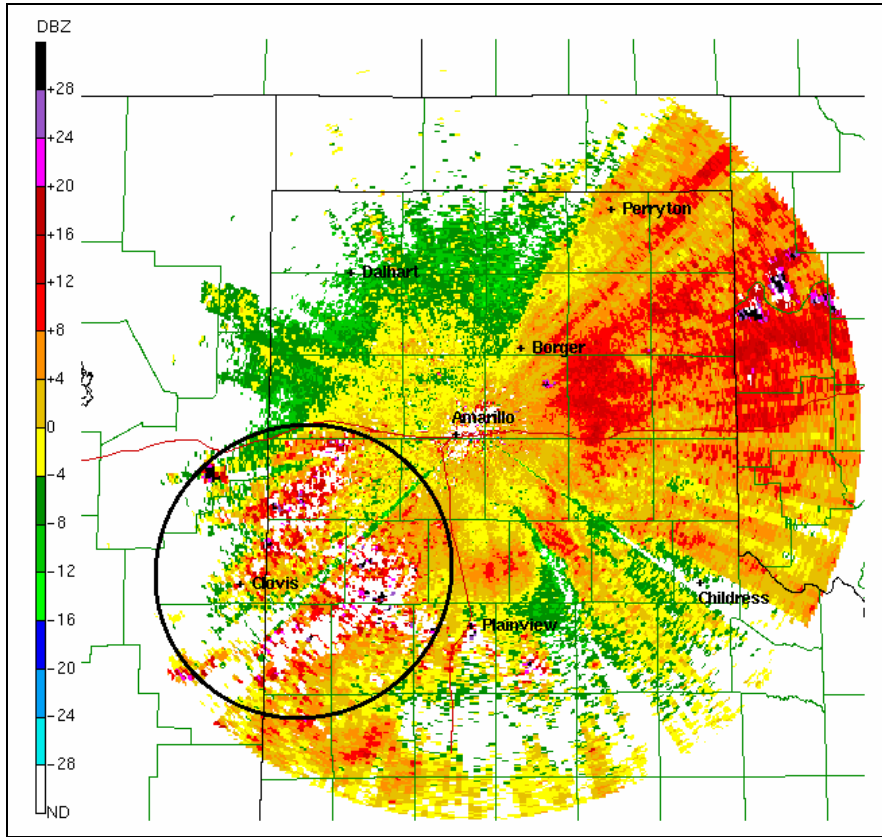 DBZ
+28
+24
+20
+16
+12
+8
+4
0
-4
-8
-12
-16
-20
-24
-28
ND
+ Perryton
+ Dalhart
+ Borger
Amarillo
+
+ Clovis
+
Childress
+
Plainview